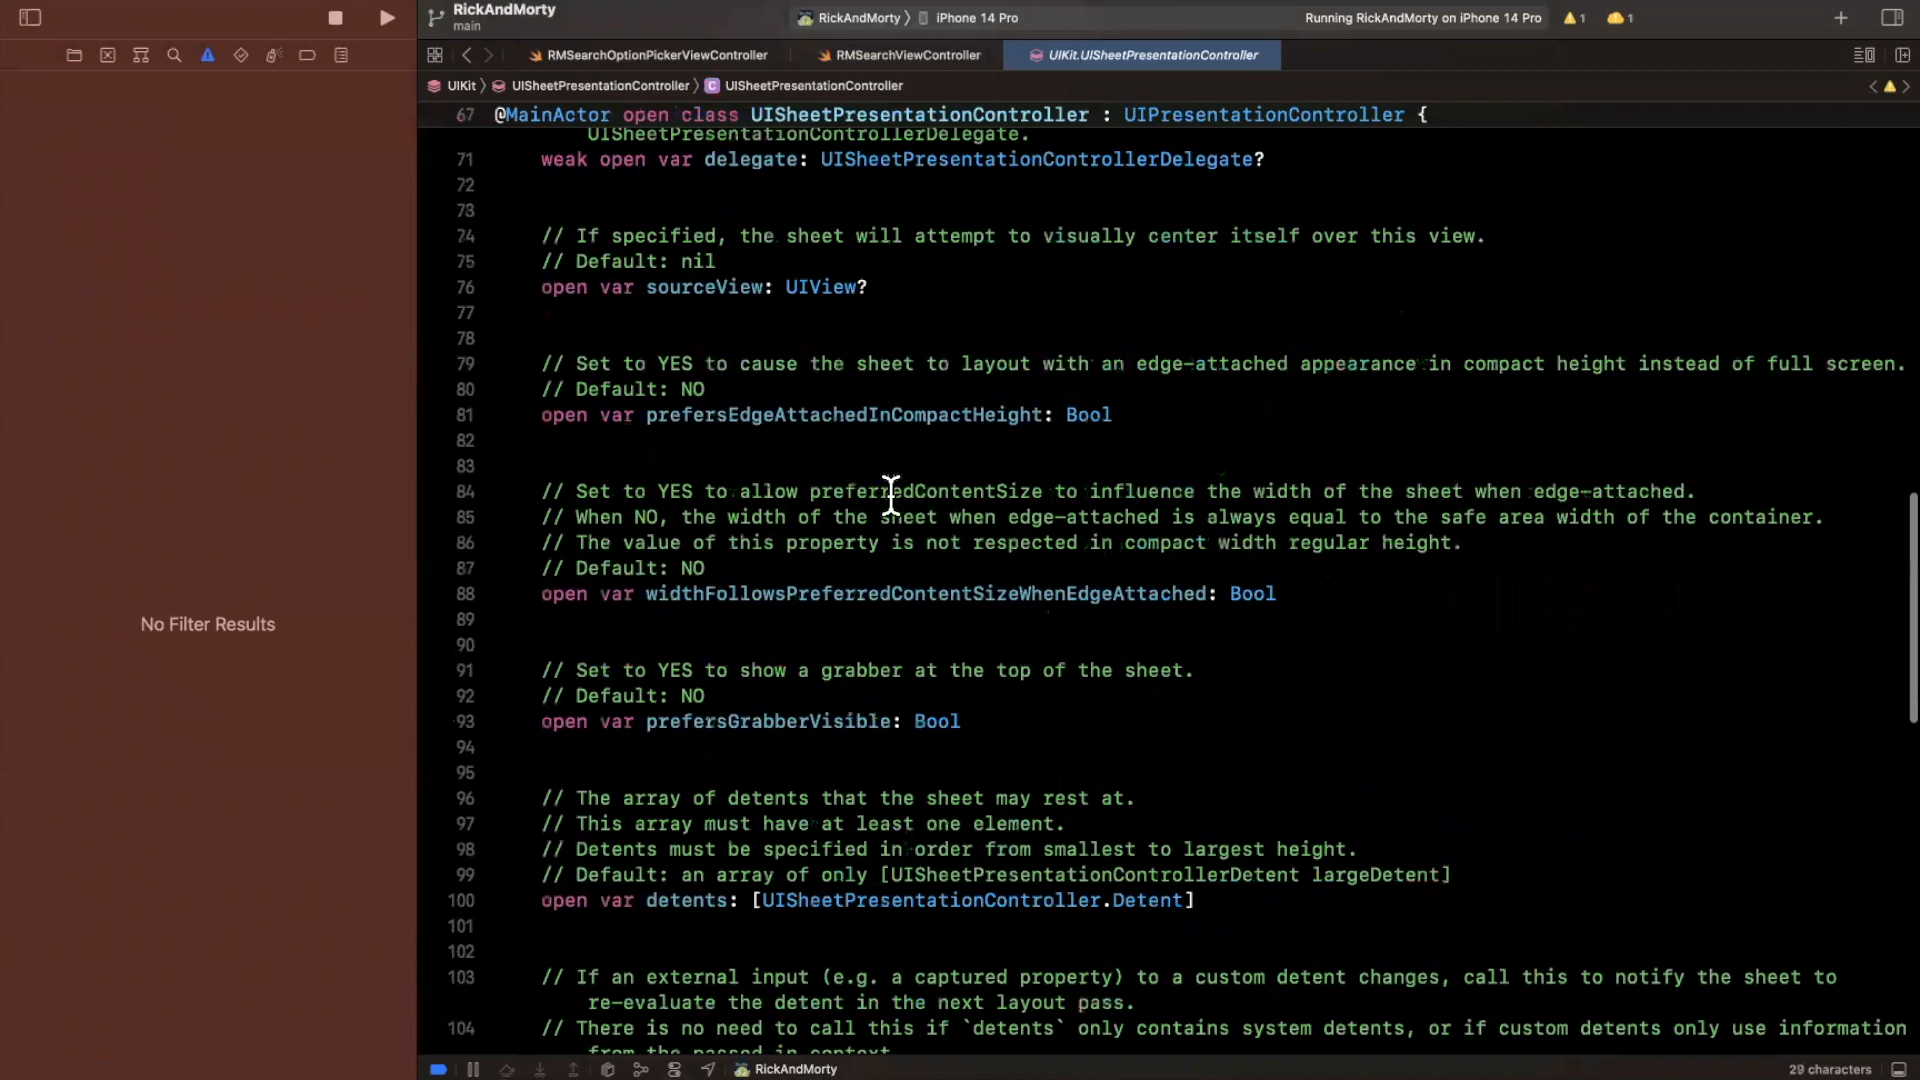 RickAndMorty
main
RickAndMorty
iPhone 14 Pro
Running RickAndMorty on iPhone 14 Pro
1
1
RMSearchOptionPickerViewController
RMSearchViewController
UIKit.UISheetPresentationController
UIKit
UISheetPresentationController
C
UISheetPresentationController
67 @MainActor open class UISheetPresentationController : UIPresentationController {
UISheetPresentationControllerDelegate.
71 weak open var delegate: UISheetPresentationControllerDelegate?
72
73
74 // If specified, the sheet will attempt to visually center itself over this view.
75 // Default: nil
76 open var sourceView: UIView?
77
78
79 // Set to YES to cause the sheet to layout with an edge-attached appearance in compact height instead of full screen.
80 // Default: NO
81 open var prefersEdgeAttachedInCompactHeight: Bool
82
83
84 // Set to YES to allow preferredContentSize to influence the width of the sheet when edge-attached.
85 // When NO, the width of the sheet when edge-attached is always equal to the safe area width of the container.
86 // The value of this property is not respected in compact width regular height.
87 // Default: NO
88 open var widthFollowsPreferredContentSizeWhenEdgeAttached: Bool
89
90
91 // Set to YES to show a grabber at the top of the sheet.
92 // Default: NO
93 open var prefersGrabberVisible: Bool
94
95
96 // The array of detents that the sheet may rest at.
97 // This array must have at least one element.
98 // Detents must be specified in order from smallest to largest height.
99 // Default: an array of only [UISheetPresentationControllerDetent largeDetent]
100 open var detents: [UISheetPresentationController.Detent]
101
102
103 // If an external input (e.g. a captured property) to a custom detent changes, call this to notify the sheet to
re-evaluate the detent in the next layout pass.
104 // There is no need to call this if `detents` only contains system detents, or if custom detents only use information
from the passed in context.
No Filter Results
RickAndMorty
29 characters